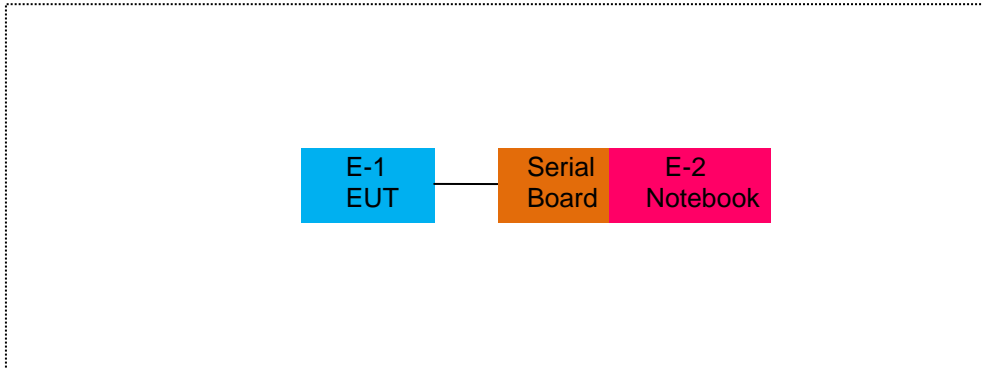 E-1
EUT
Serial
Board
E-2
Notebook